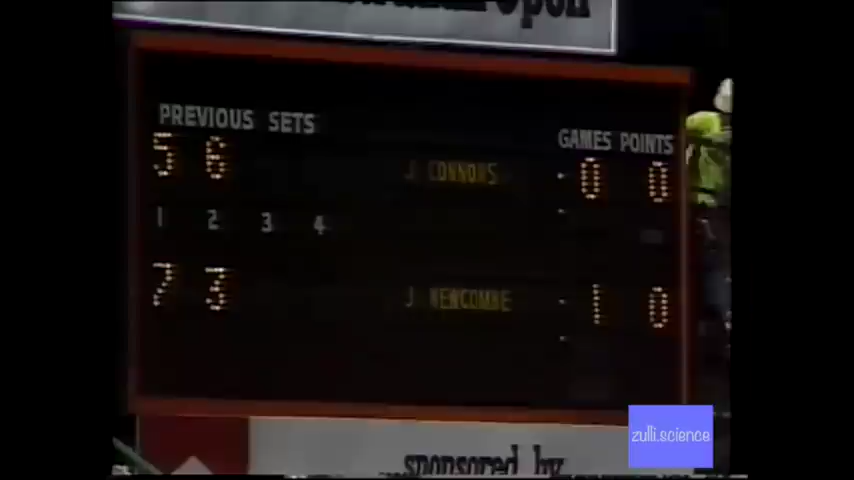 Open
PREVIOUS SETS
GAMES POINTS
5 6 J CONNORS 0 0
1 2 3 4
7 3 J NEWCOMBE 1 0
zulli.science
sponsored by